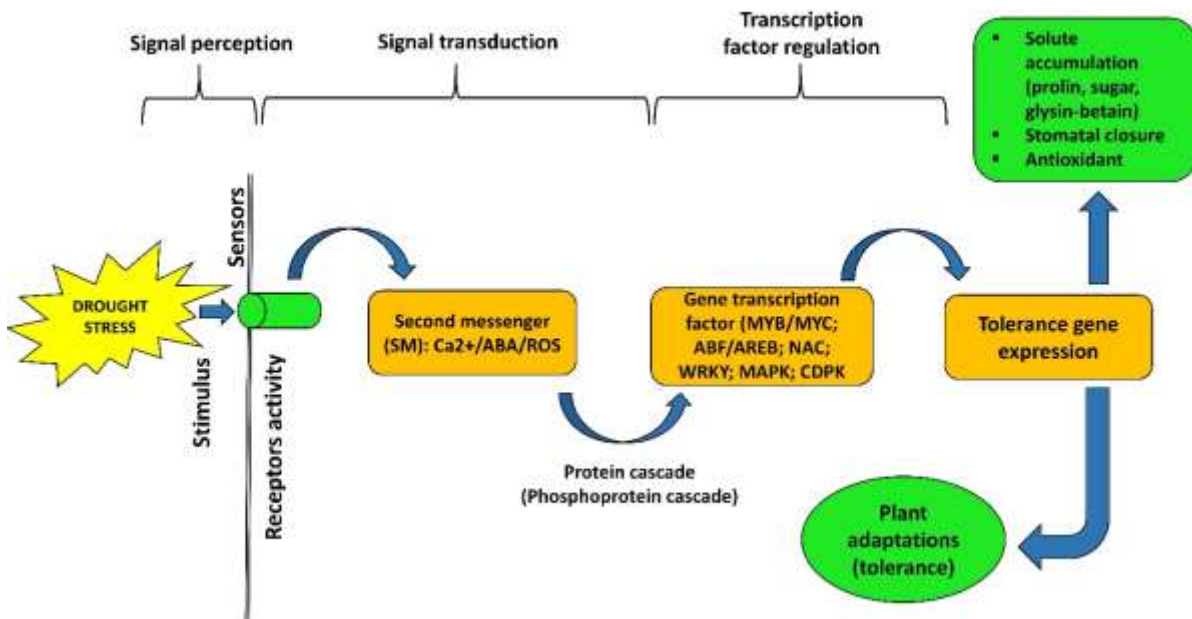 Signal perception
Signal transduction
Transcription
factor regulation
▪ Solute
accumulation
(prolin, sugar,
glysin-betain)
▪ Stomatal closure
▪ Antioxidant
Sensors
DROUGHT
STRESS
Stimulus
Receptors activity
Second messenger
(SM): Ca2+/ABA/ROS
Gene transcription
factor (MYB/MYC;
ABF/AREB; NAC;
WRKY; MAPK; CDPK
Tolerance gene
expression
Protein cascade
(Phosphoprotein cascade)
Plant
adaptations
(tolerance)